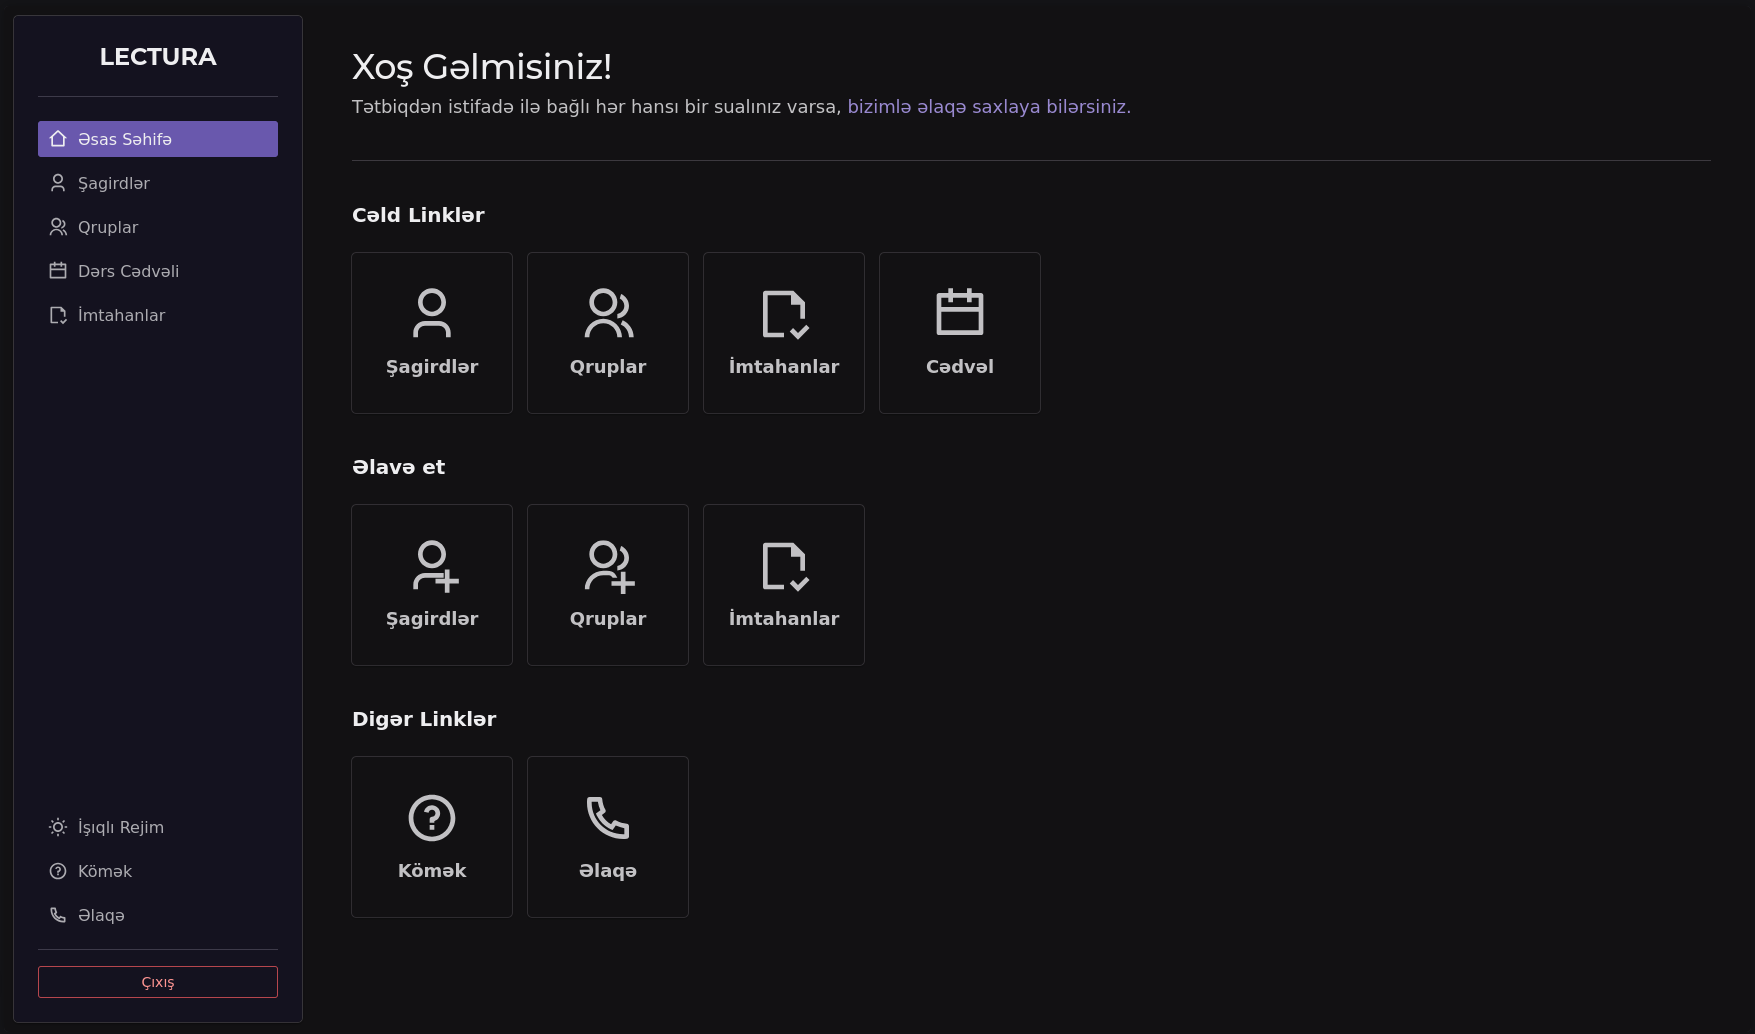 LECTURA
Əsas Səhifə
Şagirdlər
Qruplar
Dərs Cədvəli
İmtahanlar
İşıqlı Rejim
Kömək
Əlaqə
Çıxış
Xoş Gəlmisiniz!
Tətbiqdən istifadə ilə bağlı hər hansı bir sualınız varsa, bizimlə əlaqə saxlaya bilərsiniz.
Cəld Linklər
Şagirdlər
Qruplar
İmtahanlar
Cədvəl
Əlavə et
Şagirdlər
Qruplar
İmtahanlar
Digər Linklər
Kömək
Əlaqə